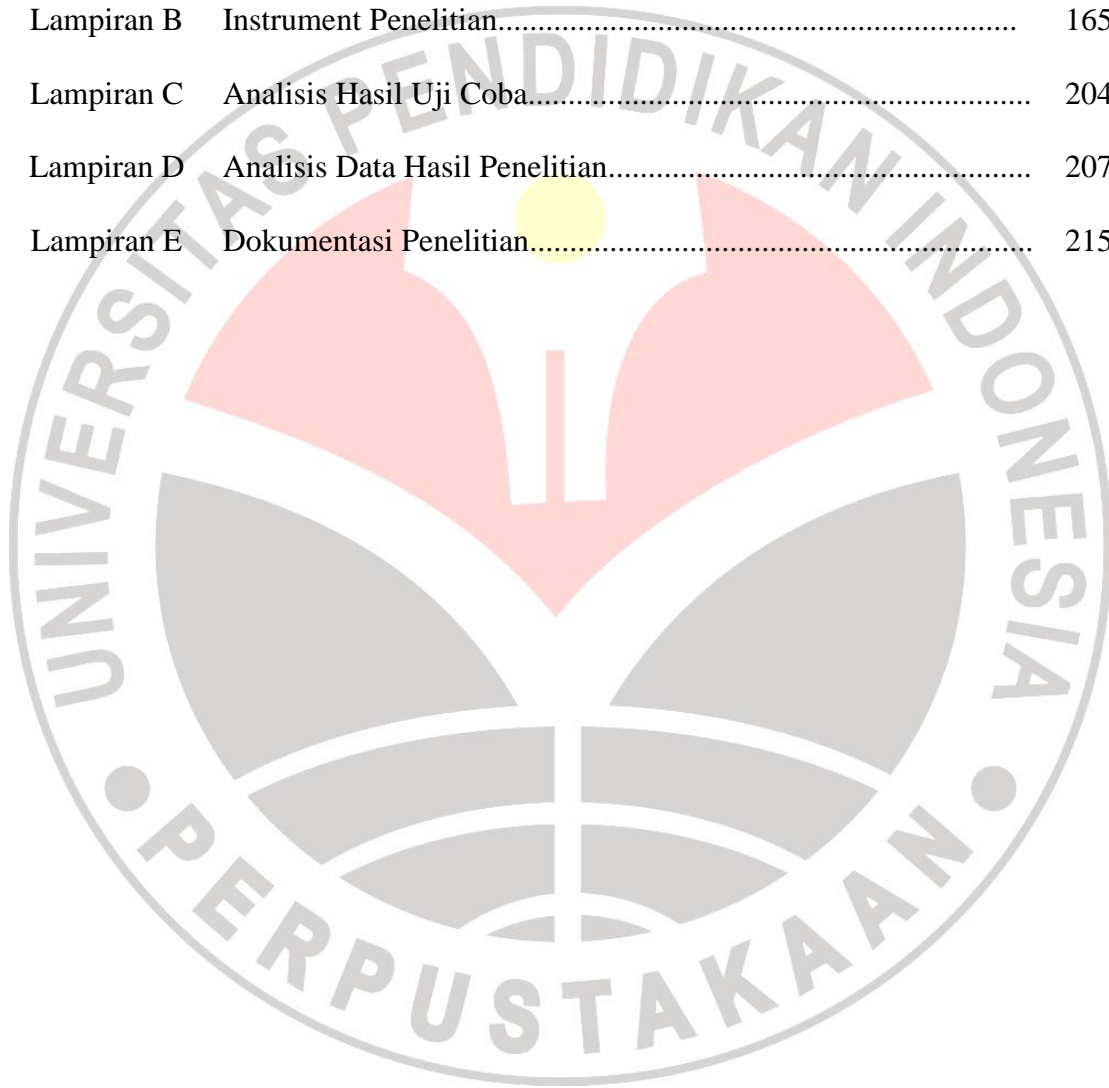 Lampiran B Instrument Penelitian............................................................... 165
Lampiran C Analisis Hasil Uji Coba............................................................. 204
Lampiran D Analisis Data Hasil Penelitian................................................... 207
Lampiran E Dokumentasi Penelitian............................................................. 215
UNIVERSITAS PENDIDIKAN INDONESIA
PERPUSTAKAAN